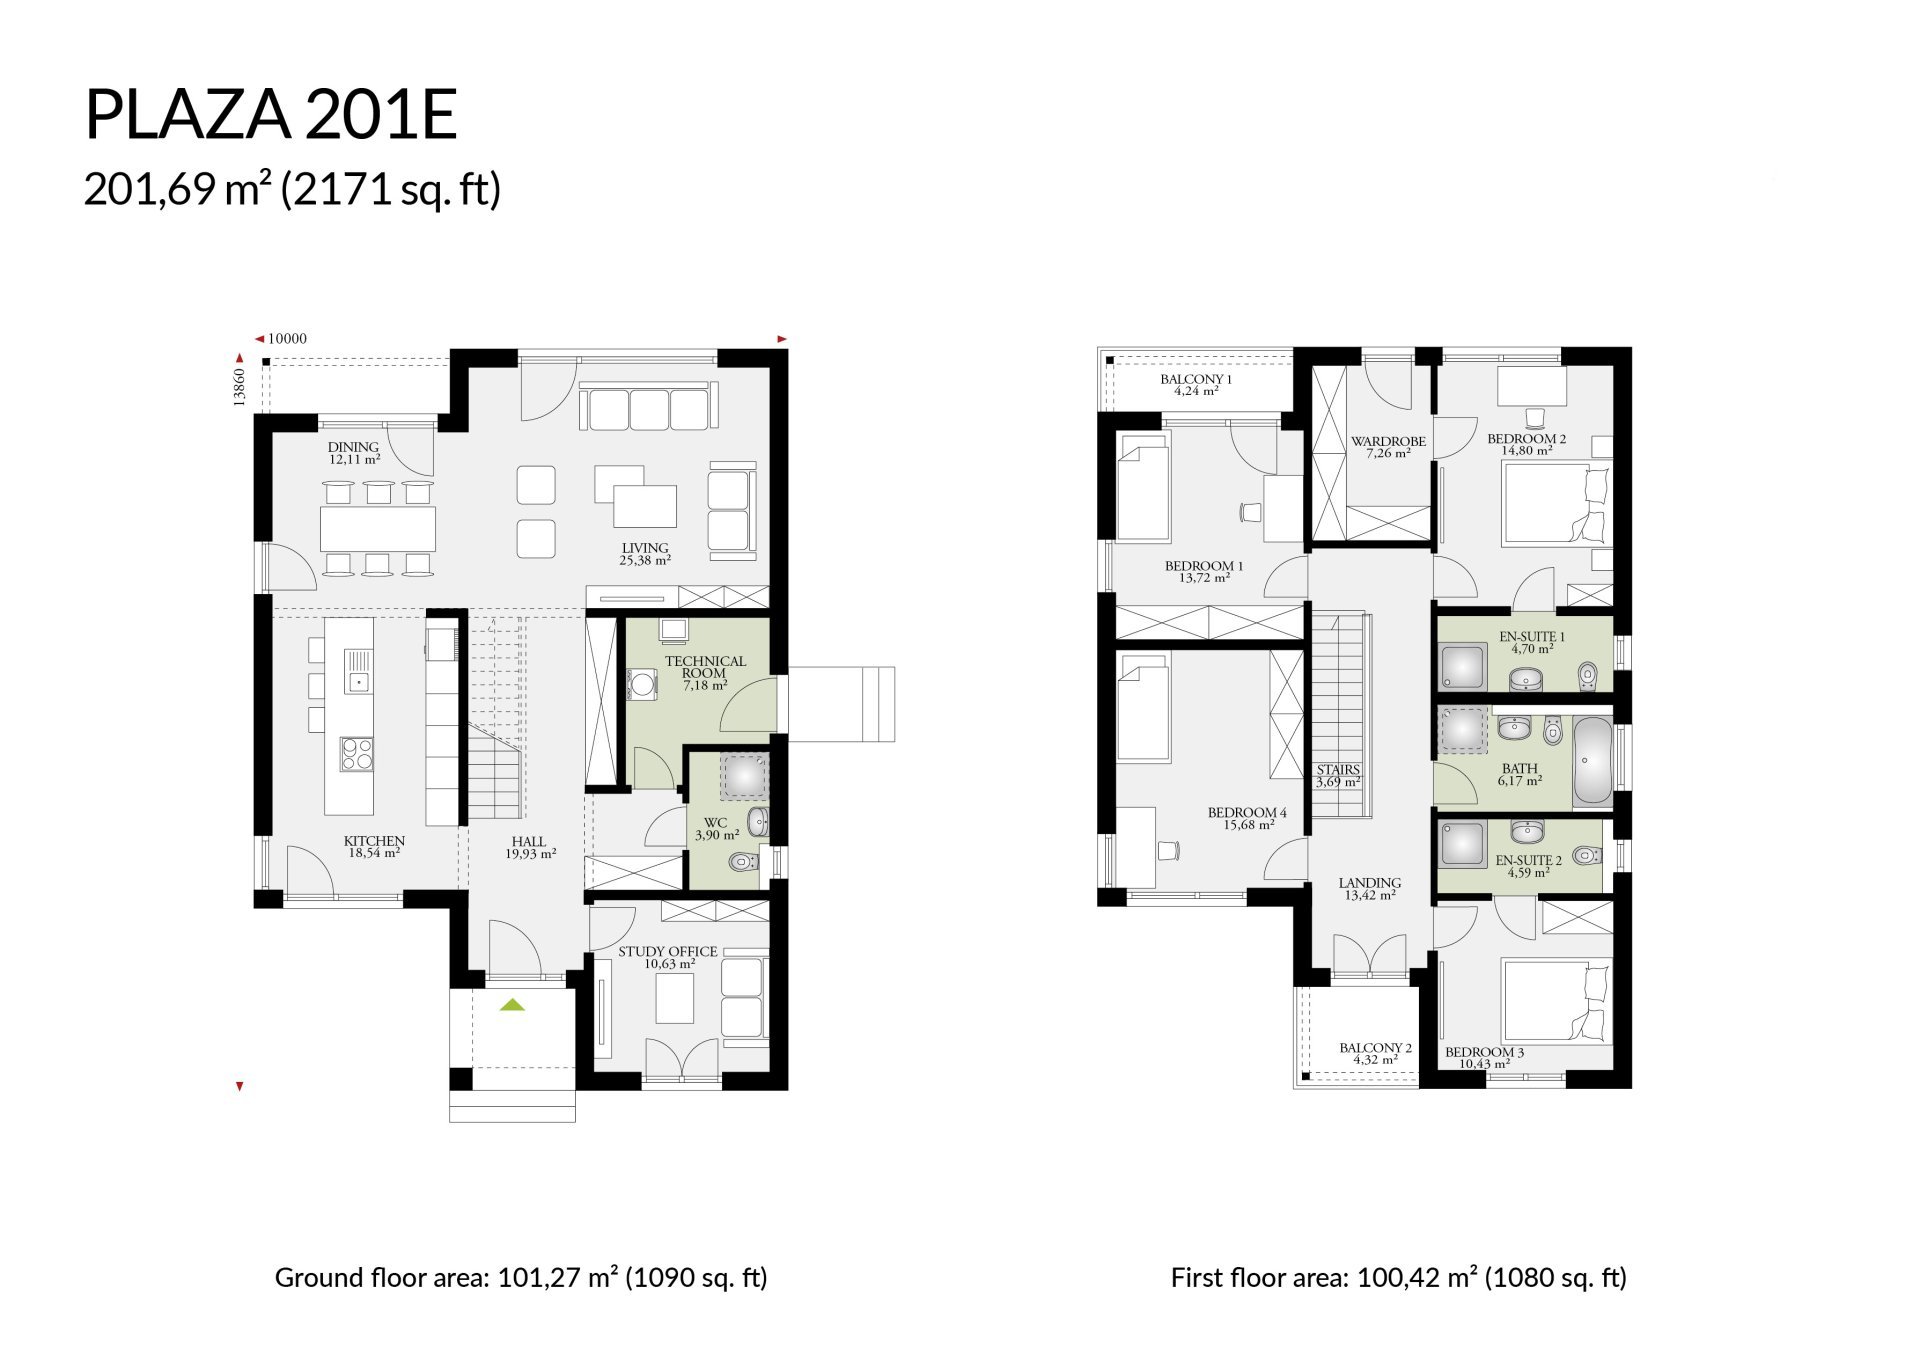 PLAZA 201E
201,69 m² (2171 sq. ft)
10000
13860
DINING
12,11 m²
LIVING
25,38 m²
TECHNICAL
ROOM
7,18 m²
WC
3,90 m²
KITCHEN
18,54 m²
HALL
19,93 m²
STUDY OFFICE
10,63 m²
Ground floor area: 101,27 m² (1090 sq. ft)
BALCONY 1
4,24 m²
WARDROBE
7,26 m²
BEDROOM 2
14,80 m²
BEDROOM 1
13,72 m²
EN-SUITE 1
4,70 m²
STAIRS
3,69 m²
BATH
6,17 m²
BEDROOM 4
15,68 m²
EN-SUITE 2
4,59 m²
LANDING
13,42 m²
BALCONY 2
4,32 m²
BEDROOM 3
10,43 m²
First floor area: 100,42 m² (1080 sq. ft)